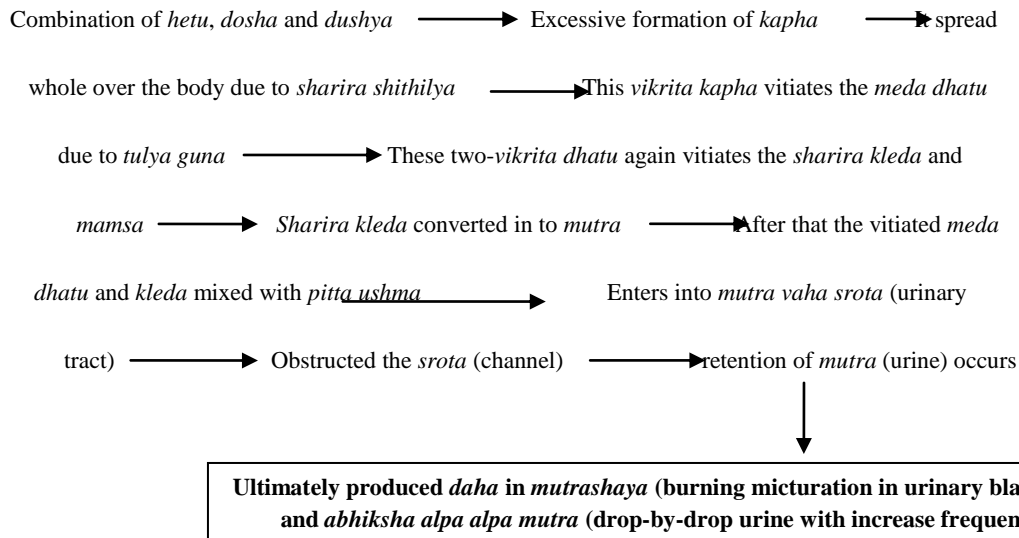 Combination of hetu, dosha and dushya Excessive formation of kapha It spread
whole over the body due to sharira shithilya This vikrita kapha vitiates the meda dhatu
due to tulya guna These two-vikrita dhatu again vitiates the sharira kleda and
mamsa Sharira kleda converted in to mutra After that the vitiated meda
dhatu and kleda mixed with pitta ushma Enters into mutra vaha srota (urinary
tract) Obstructed the srota (channel) retention of mutra (urine) occurs
Ultimately produced daha in mutrashaya (burning micturation in urinary bla
and abhiksha alpa alpa mutra (drop-by-drop urine with increase frequen